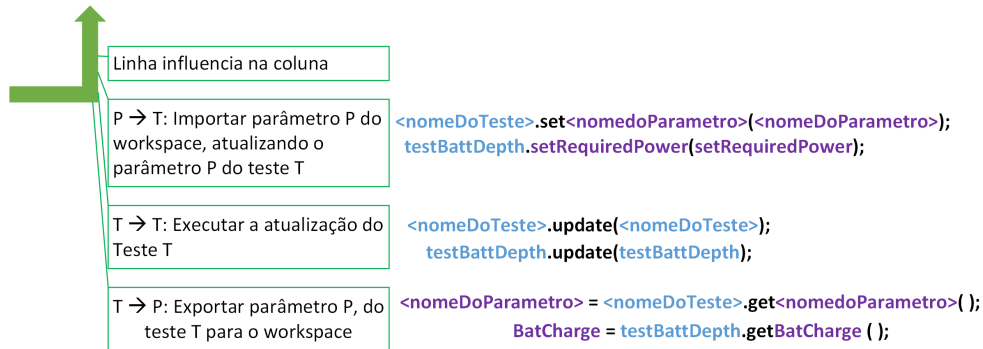 Linha influencia na coluna
P → T: Importar parâmetro P do
workspace, atualizando o
parâmetro P do teste T
<nomeDoTeste>.set<nomedoParametro>(<nomeDoParametro>);
testBattDepth.setRequiredPower(setRequiredPower);
T → T: Executar a atualização do
Teste T
<nomeDoTeste>.update(<nomeDoTeste>);
testBattDepth.update(testBattDepth);
T → P: Exportar parâmetro P, do
teste T para o workspace
<nomeDoParametro> = <nomeDoTeste>.get<nomedoParametro>( );
BatCharge = testBattDepth.getBatCharge ( );